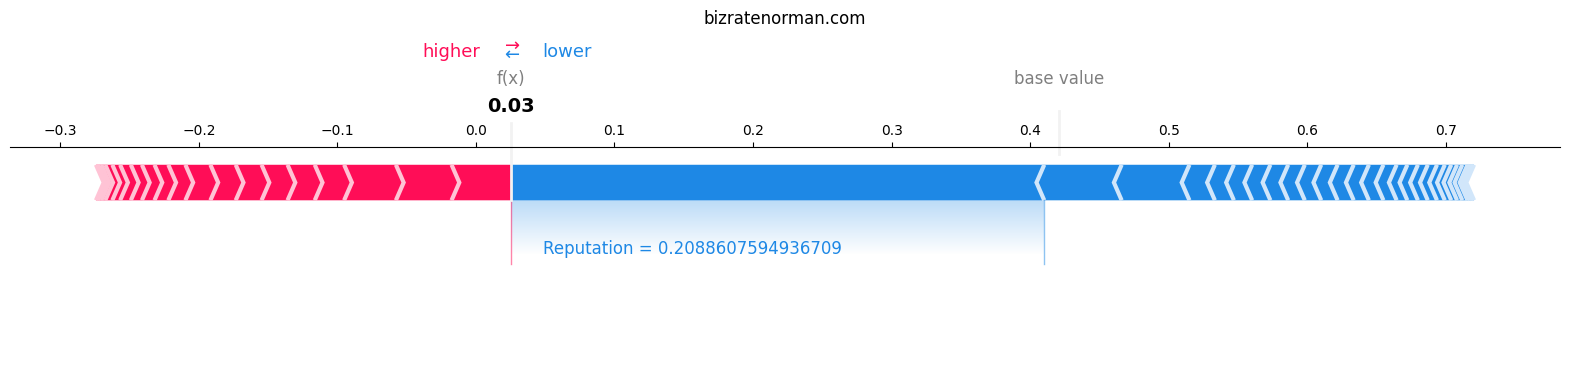 bizratenorman.com
higher ⇄ lower
f(x) base value
0.03
−0.3 −0.2 −0.1 0.0 0.1 0.2 0.3 0.4 0.5 0.6 0.7
Reputation = 0.2088607594936709